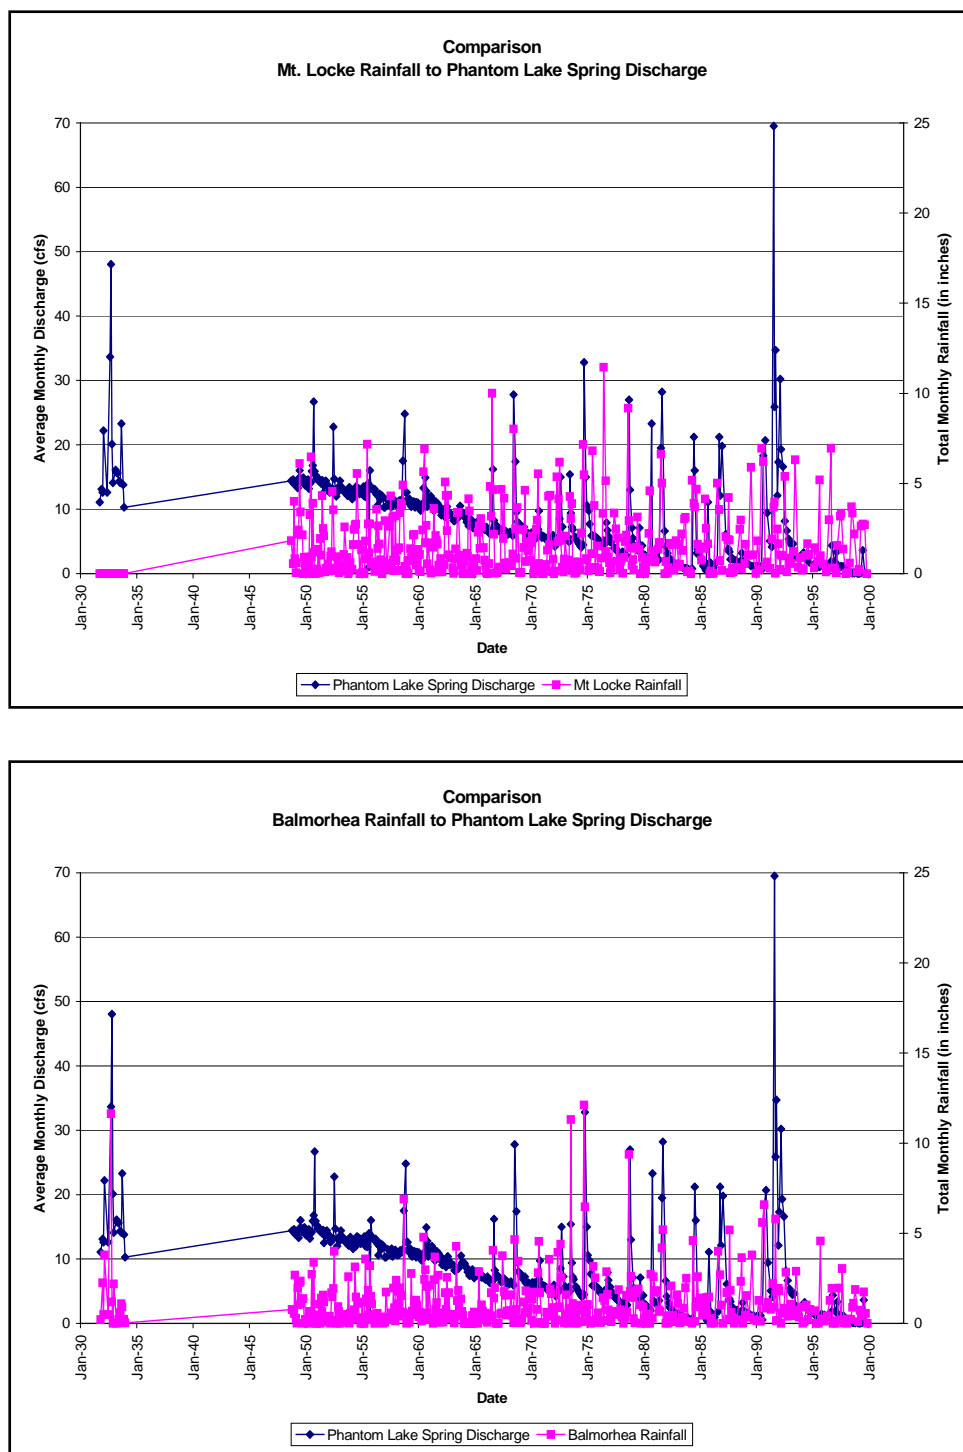 Comparison
Mt. Locke Rainfall to Phantom Lake Spring Discharge
70
60
50
40
30
20
10
0
Average Monthly Discharge (cfs)
25
20
15
10
5
0
Total Monthly Rainfall (in inches)
Jan-30
Jan-35
Jan-40
Jan-45
Jan-50
Jan-55
Jan-60
Jan-65
Jan-70
Jan-75
Jan-80
Jan-85
Jan-90
Jan-95
Jan-00
Date
Phantom Lake Spring Discharge
Mt Locke Rainfall
Comparison
Balmorhea Rainfall to Phantom Lake Spring Discharge
70
60
50
40
30
20
10
0
Average Monthly Discharge (cfs)
25
20
15
10
5
0
Total Monthly Rainfall (in inches)
Jan-30
Jan-35
Jan-40
Jan-45
Jan-50
Jan-55
Jan-60
Jan-65
Jan-70
Jan-75
Jan-80
Jan-85
Jan-90
Jan-95
Jan-00
Date
Phantom Lake Spring Discharge
Balmorhea Rainfall